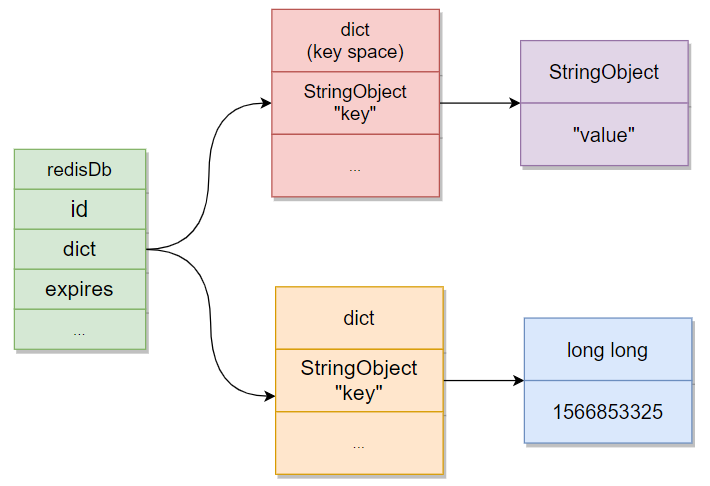 redisDb
id
dict
expires
...
dict
(key space)
StringObject
"key"
...
StringObject
"value"
dict
StringObject
"key"
...
long long
1566853325